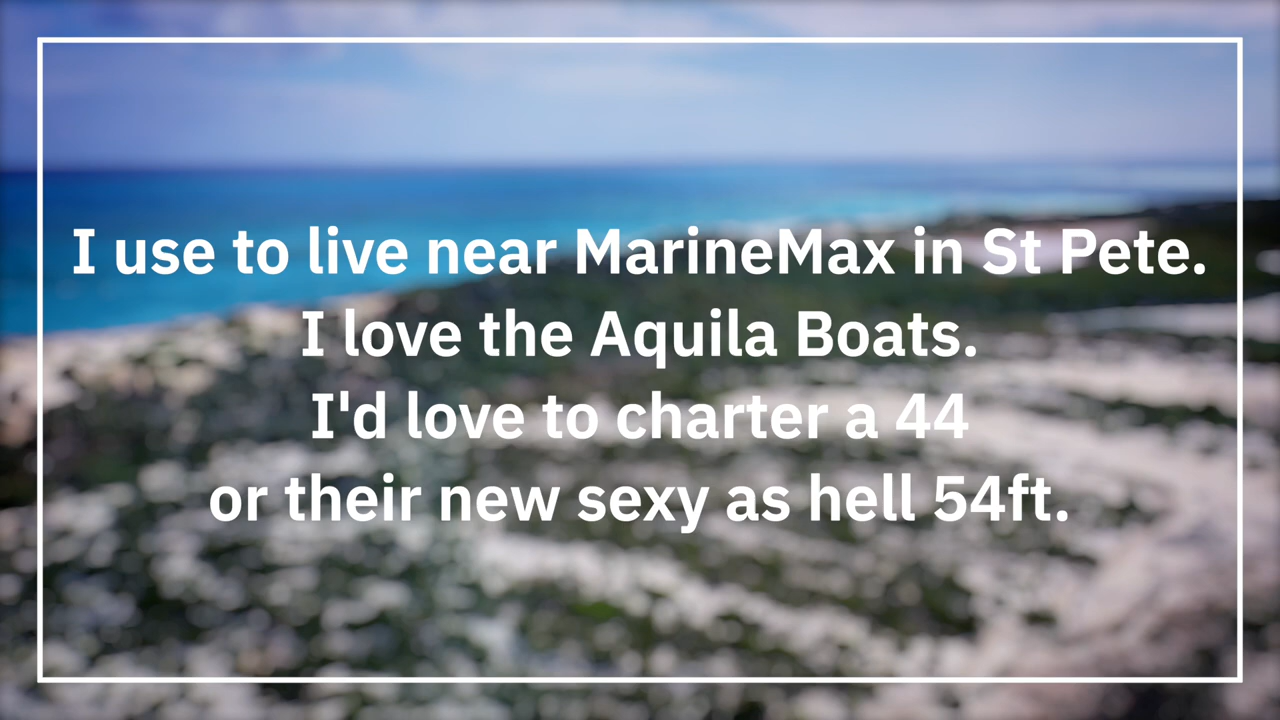 I use to live near MarineMax in St Pete.
I love the Aquila Boats.
I'd love to charter a 44
or their new sexy as hell 54ft.